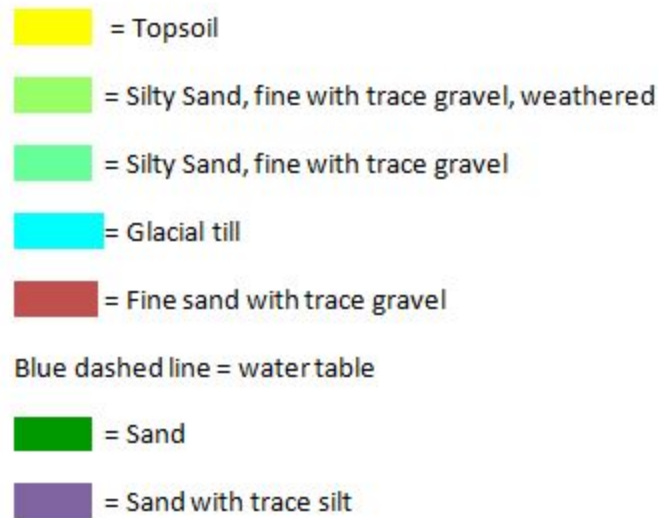 = Topsoil
= Silty Sand, fine with trace gravel, weathered
= Silty Sand, fine with trace gravel
= Glacial till
= Fine sand with trace gravel
Blue dashed line = water table
= Sand
= Sand with trace silt